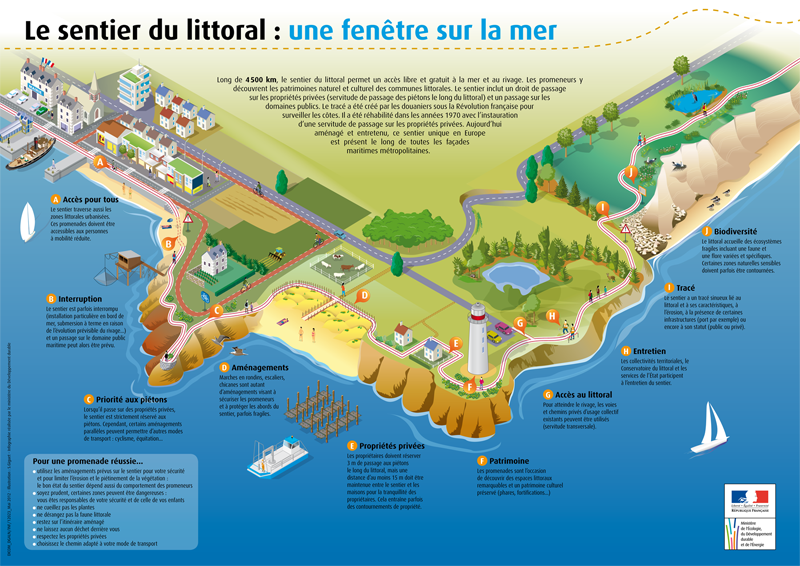 Le sentier du littoral : une fenêtre sur la mer
Long de 4500 km, le sentier du littoral permet un accès libre et gratuit à la mer et au rivage. Les promeneurs y
découvrent les patrimoines naturel et culturel des communes littorales. Le sentier inclut un droit de passage
sur les propriétés privées (servitude de passage des piétons le long du littoral) et un passage sur les
domaines publics. Le tracé a été créé par les douaniers sous la Révolution française pour
surveiller les côtes. Il a été réhabilité dans les années 1970 avec l'instauration
d'une servitude de passage sur les propriétés privées. Aujourd'hui
aménagé et entretenu, ce sentier unique en Europe
est présent le long de toutes les façades
maritimes métropolitaines.
A
B
C
D
E
F
G
H
I
J
A Accès pour tous
Le sentier traverse aussi les
zones littorales urbanisées.
Ces promenades doivent être
accessibles aux personnes
à mobilité réduite.
B Interruption
Le sentier est parfois interrompu
(installation particulière en bord de
mer, submersion à terme en raison
de l'évolution prévisible du rivage...)
et un passage sur le domaine public
maritime peut alors être prévu.
C Priorité aux piétons
Lorsqu'il passe sur des propriétés privées,
le sentier est strictement réservé aux
piétons. Cependant, certains aménagements
parallèles peuvent permettre d'autres modes
de transport : cyclisme, équitation...
D Aménagements
Marches en ronden, escaliers,
chicanes sont autant
d'aménagements visant à
sécuriser les promeneurs
et à protéger les abords du
sentier, parfois fragiles.
E Propriétés privées
Les propriétaires doivent réserver
3 m de passage aux piétons
le long du littoral, mais une
distance d'au moins 15 m doit être
maintenue entre le sentier et les
maisons pour la tranquillité des
propriétaires. Cela entraîne parfois
des contournements de propriété.
F Patrimoine
Les promenades sont l'occasion
de découvrir des espaces littoraux
remarquables et un patrimoine culturel
préservé (phares, fortifications...)
G Accès au littoral
Pour atteindre le rivage, les voies
et chemins privés d'usage collectif
existants peuvent être utilisés
(servitude transversale).
H Entretien
Les collectivités territoriales, le
Conservatoire du littoral et les
services de l'État participent
à l'entretien du sentier.
I Tracé
Le sentier a un tracé sinueux lié au
littoral et à ses caractéristiques, à
l'érosion, à la présence de certaines
infrastructures (port par exemple) ou
encore à son statut (public ou privé).
J Biodiversité
Le littoral accueille des écosystèmes
fragiles incluant une faune et
une flore variées et spécifiques.
Certaines zones naturelles sensibles
doivent parfois être contournées.
Pour une promenade réussie...
utilisez les aménagements prévus sur le sentier pour votre sécurité
et pour limiter l'érosion et le piétinement de la végétation :
le bon état du sentier dépend aussi du comportement des promeneurs
soyez prudent, certaines zones peuvent être dangereuses :
vous êtes responsables de votre sécurité et de celle de vos enfants
ne cueillez pas les plantes
ne dérangez pas la faune littorale
restez sur l'itinéraire aménagé
ne laissez aucun déchet derrière vous
respectez les propriétés privées
choisissez le chemin adapté à votre mode de transport
Liberté • Égalité • Fraternité
RÉPUBLIQUE FRANÇAISE
Ministère
de l'Écologie,
du Développement
durable
et de l'Énergie